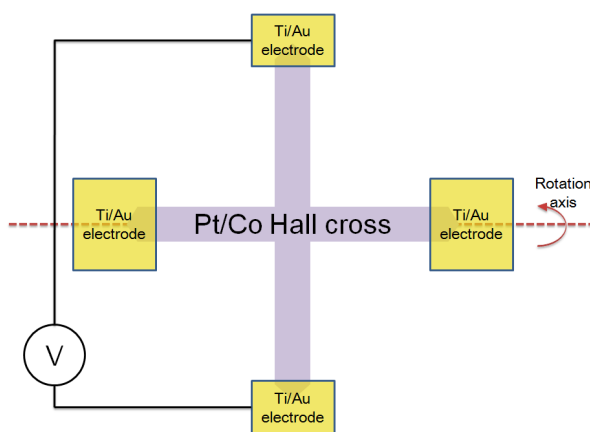 Ti/Au
electrode
Ti/Au
electrode
Pt/Co Hall cross
Ti/Au
electrode
Rotation
axis
V
Ti/Au
electrode